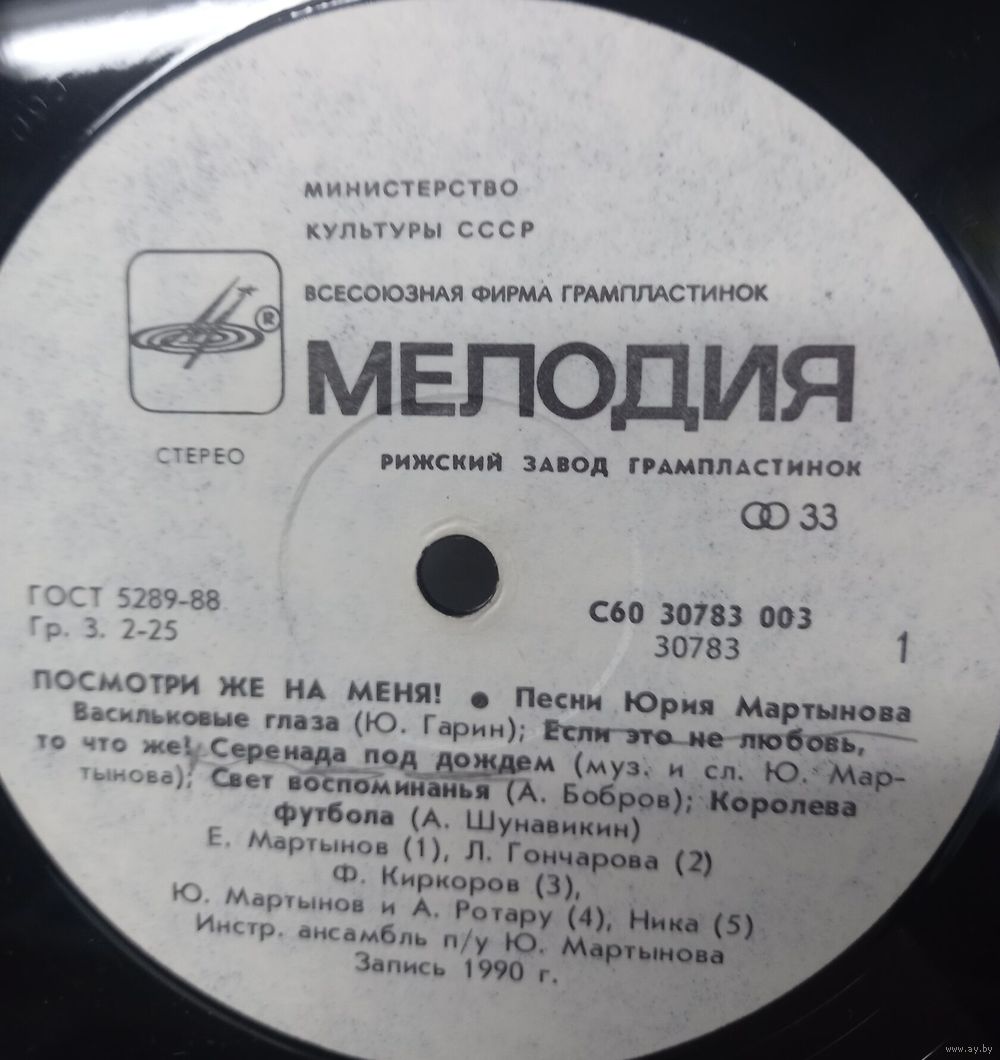 МИНИСТЕРСТВО
КУЛЬТУРЫ СССР
ВСЕСОЮЗНАЯ ФИРМА ГРАМПЛАСТИНОК
®
МЕЛОДИЯ
СТЕРЕО
РИЖСКИЙ ЗАВОД ГРАМПЛАСТИНОК
33
ГОСТ 5289-88
Гр. 3. 2-25
С60 30783 003
30783
1
ПОСМОТРИ ЖЕ НА МЕНЯ! ● Песни Юрия Мартынова
Васильковые глаза (Ю. Гарин); Если это не любовь,
то что же! Серенада под дождем (муз. и сл. Ю. Мар-
тынова); Свет воспоминанья (А. Бобров); Королева
футбола (А. Шунавикин)
Е. Мартынов (1), Л. Гончарова (2)
Ф. Киркоров (3),
Ю. Мартынов и А. Ротару (4), Ника (5)
Инстр. ансамбль п/у Ю. Мартынова
Запись 1990 г.
www.ay.by